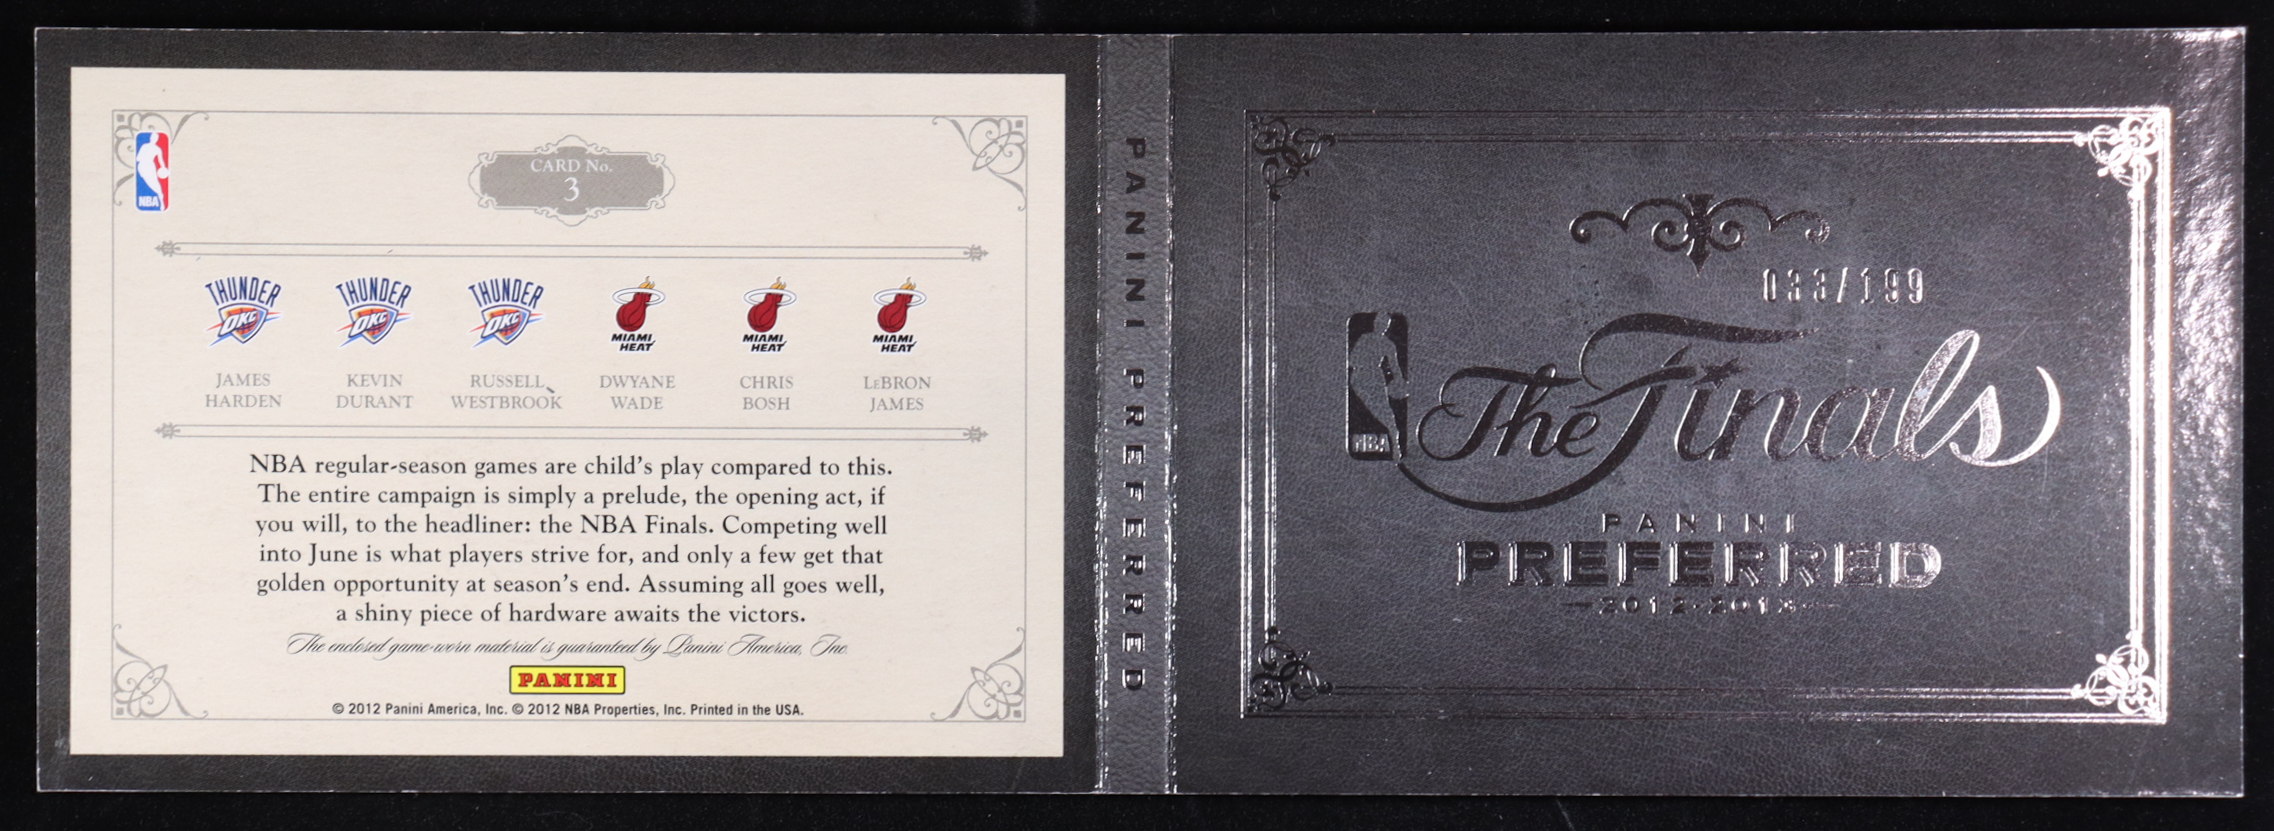 NBA
CARD No.
3
THUNDER
OKC
THUNDER
OKC
THUNDER
OKC
MIAMI
HEAT
MIAMI
HEAT
MIAMI
HEAT
JAMES
HARDEN
KEVIN
DURANT
RUSSELL
WESTBROOK
DWYANE
WADE
CHRIS
BOSH
LeBRON
JAMES
NBA regular-season games are child's play compared to this.
The entire campaign is simply a prelude, the opening act, if
you will, to the headliner: the NBA Finals. Competing well
into June is what players strive for, and only a few get that
golden opportunity at season's end. Assuming all goes well,
a shiny piece of hardware awaits the victors.
The enclosed game-worn material is guaranteed by Panini America, Inc.
PANINI
© 2012 Panini America, Inc. © 2012 NBA Properties, Inc. Printed in the USA.
PANINI PREFERRED
033/199
NBA
The Finals
PANINI
PREFERRED
2012-2013